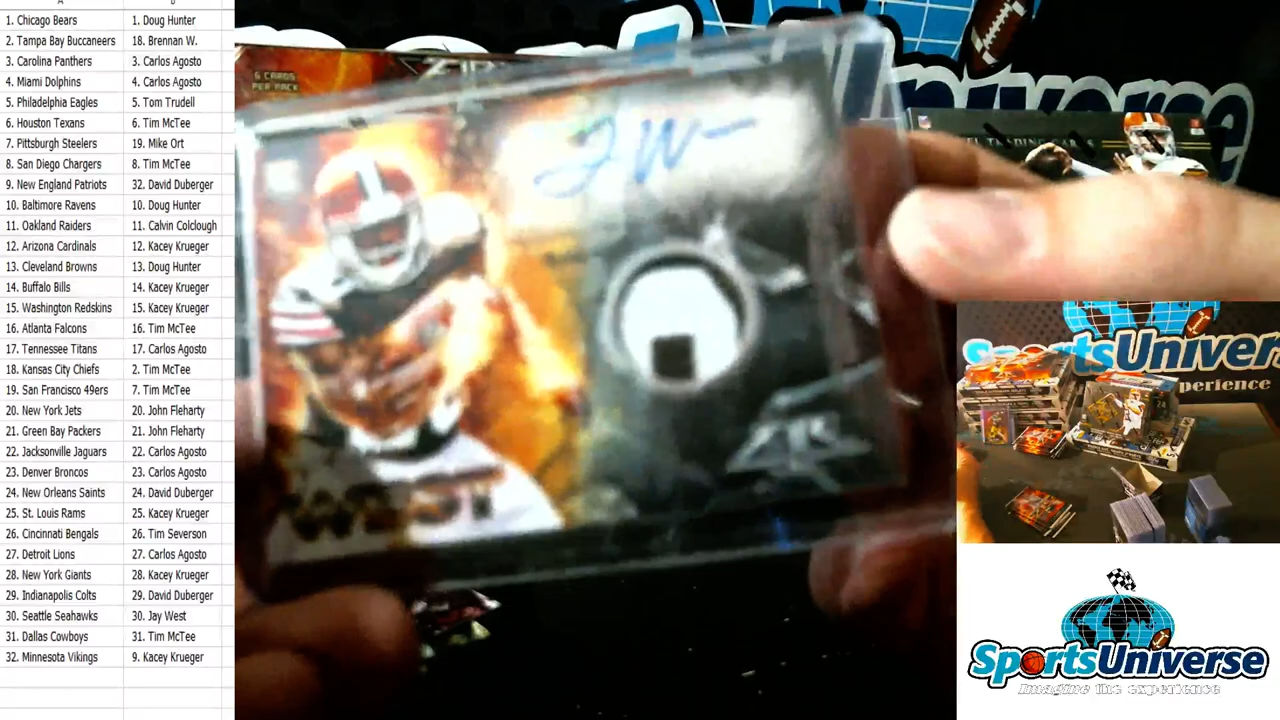 A B
1. Chicago Bears 1. Doug Hunter
2. Tampa Bay Buccaneers 18. Brennan W.
3. Carolina Panthers 3. Carlos Agosto
4. Miami Dolphins 4. Carlos Agosto
5. Philadelphia Eagles 5. Tom Trudell
6. Houston Texans 6. Tim McTee
7. Pittsburgh Steelers 19. Mike Ort
8. San Diego Chargers 8. Tim McTee
9. New England Patriots 32. David Duberger
10. Baltimore Ravens 10. Doug Hunter
11. Oakland Raiders 11. Calvin Colclough
12. Arizona Cardinals 12. Kacey Krueger
13. Cleveland Browns 13. Doug Hunter
14. Buffalo Bills 14. Kacey Krueger
15. Washington Redskins 15. Kacey Krueger
16. Atlanta Falcons 16. Tim McTee
17. Tennessee Titans 17. Carlos Agosto
18. Kansas City Chiefs 2. Tim McTee
19. San Francisco 49ers 7. Tim McTee
20. New York Jets 20. John Fleharty
21. Green Bay Packers 21. John Fleharty
22. Jacksonville Jaguars 22. Carlos Agosto
23. Denver Broncos 23. Carlos Agosto
24. New Orleans Saints 24. David Duberger
25. St. Louis Rams 25. Kacey Krueger
26. Cincinnati Bengals 26. Tim Severson
27. Detroit Lions 27. Carlos Agosto
28. New York Giants 28. Kacey Krueger
29. Indianapolis Colts 29. David Duberger
30. Seattle Seahawks 30. Jay West
31. Dallas Cowboys 31. Tim McTee
32. Minnesota Vikings 9. Kacey Krueger
6 CARDS
PER PACK
SportsUniverse
Imagine the experience